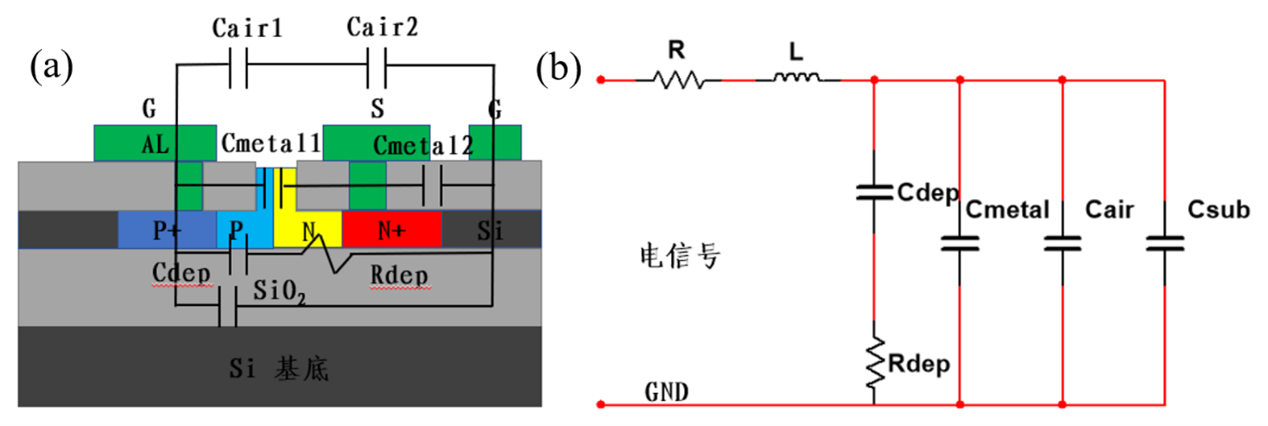 (a)
Cair1
Cair2
G
S
G
AL
Cmetal1
Cmetal2
P+
P
N
N+
Si
Cdep
Rdep
SiO₂
Si 基底
(b)
R
L
Cdep
Cmetal
Cair
Csub
电信号
Rdep
GND